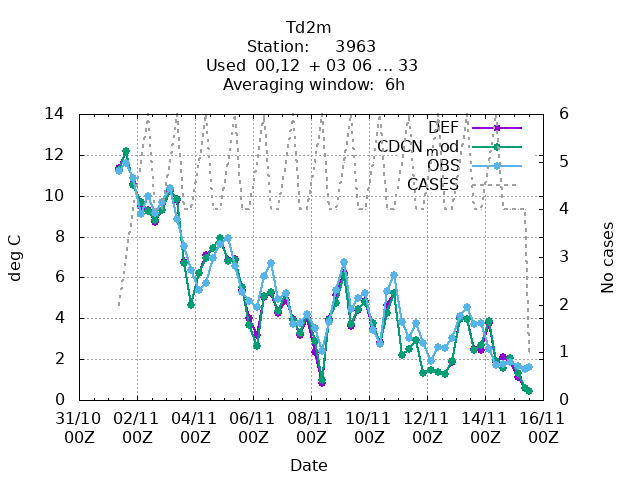 Td2m
Station: 3963
Used 00,12 + 03 06 ... 33
Averaging window: 6h
14 6
DEF
CDCN_mod
12 5
OBS
CASES
10 4
8
deg C No cases
6 3
4 2
2 1
0 0
31/10 02/11 04/11 06/11 08/11 10/11 12/11 14/11 16/11
00Z 00Z 00Z 00Z 00Z 00Z 00Z 00Z 00Z
Date